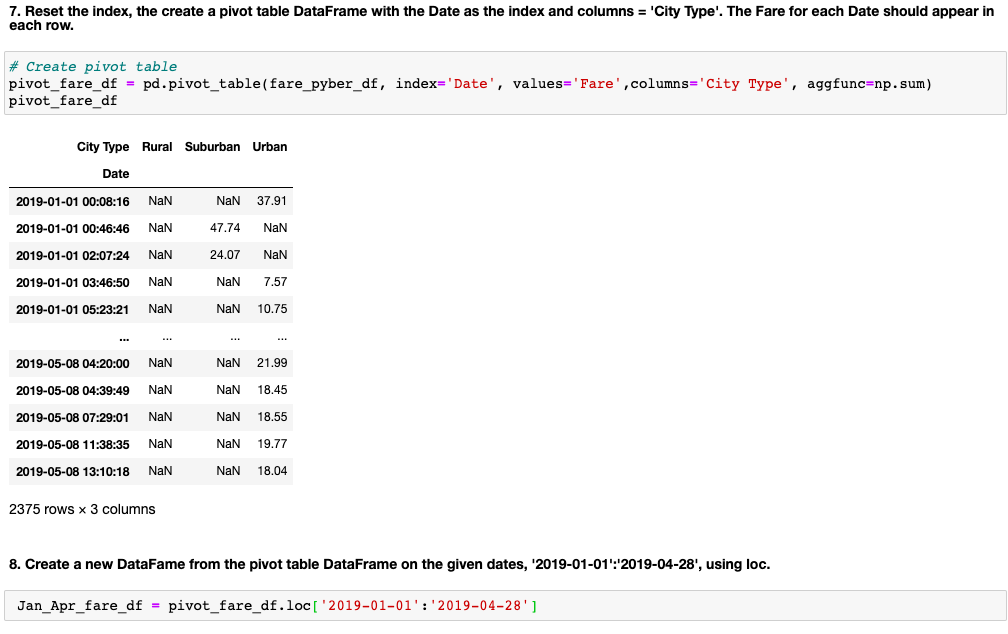 7. Reset the index, the create a pivot table DataFrame with the Date as the index and columns = 'City Type'. The Fare for each Date should appear in
each row.
# Create pivot table
pivot_fare_df = pd.pivot_table(fare_pyber_df, index='Date', values='Fare',columns='City Type', aggfunc=np.sum)
pivot_fare_df
City Type Rural Suburban Urban
Date
2019-01-01 00:08:16 NaN NaN 37.91
2019-01-01 00:46:46 NaN 47.74 NaN
2019-01-01 02:07:24 NaN 24.07 NaN
2019-01-01 03:46:50 NaN NaN 7.57
2019-01-01 05:23:21 NaN NaN 10.75
... ... ... ...
2019-05-08 04:20:00 NaN NaN 21.99
2019-05-08 04:39:49 NaN NaN 18.45
2019-05-08 07:29:01 NaN NaN 18.55
2019-05-08 11:38:35 NaN NaN 19.77
2019-05-08 13:10:18 NaN NaN 18.04
2375 rows × 3 columns
8. Create a new DataFame from the pivot table DataFrame on the given dates, '2019-01-01':'2019-04-28', using loc.
Jan_Apr_fare_df = pivot_fare_df.loc['2019-01-01':'2019-04-28']